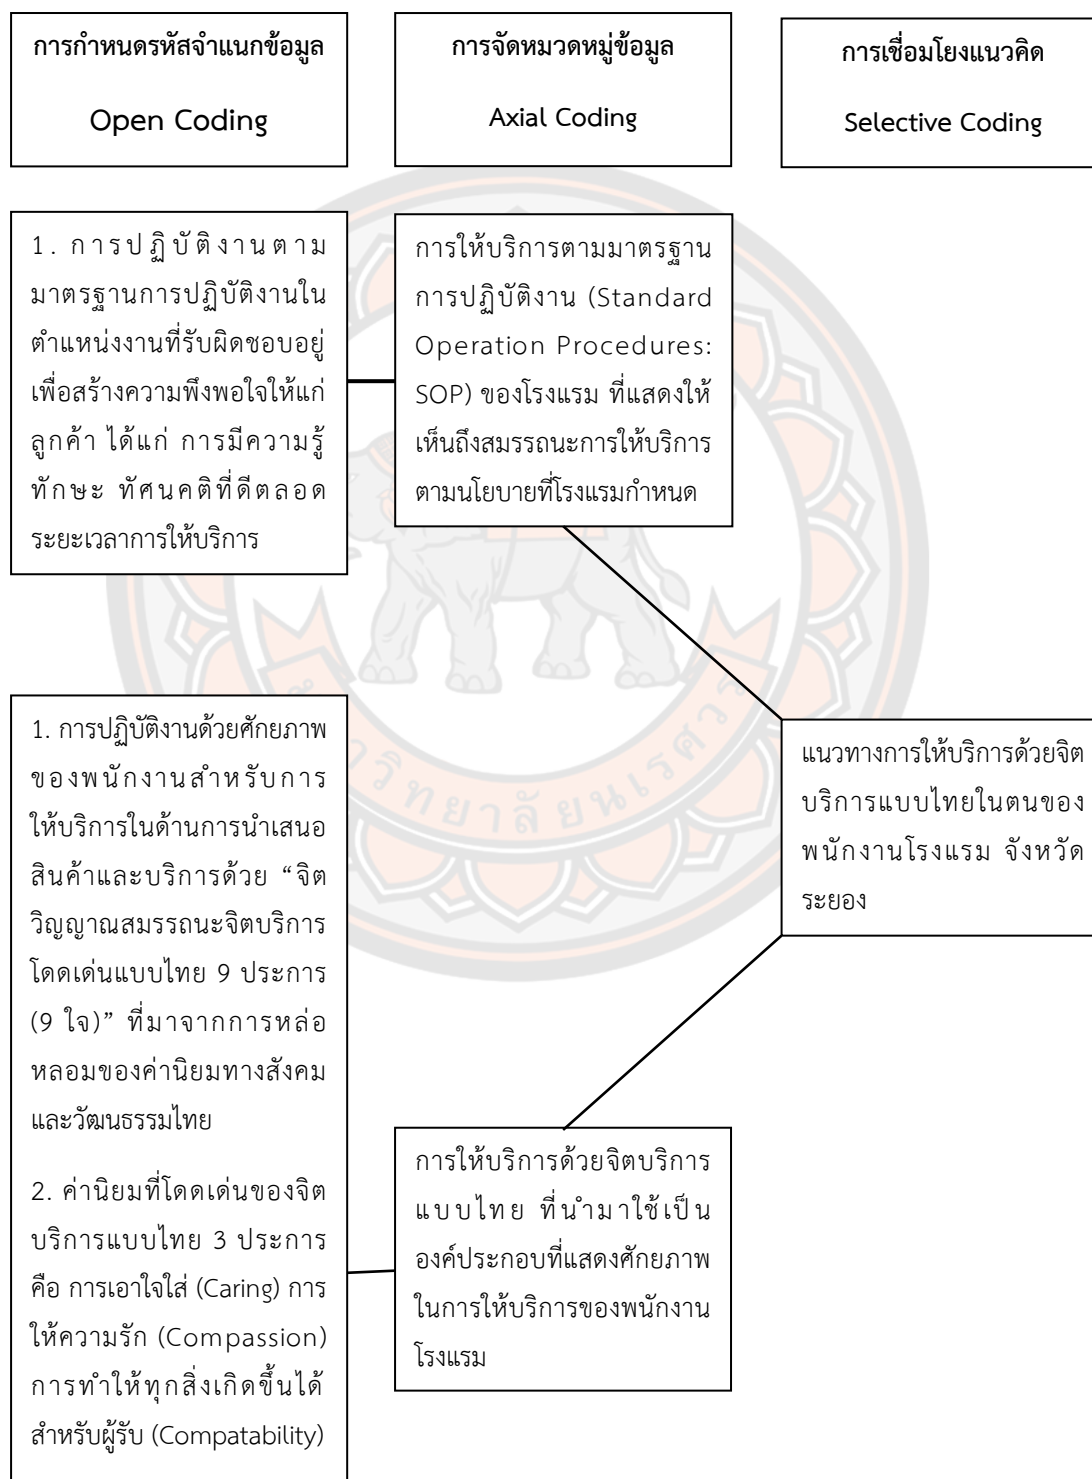 การกำหนดรหัสจำแนกข้อมูล
Open Coding
การจัดหมวดหมู่ข้อมูล
Axial Coding
การเชื่อมโยงแนวคิด
Selective Coding
1. การปฏิบัติงานตาม
มาตรฐานการปฏิบัติงานใน
ตำแหน่งงานที่รับผิดชอบอยู่
เพื่อสร้างความพึงพอใจให้แก่
ลูกค้า ได้แก่ การมีความรู้
ทักษะ ทัศนคติที่ดีตลอด
ระยะเวลาการให้บริการ
การให้บริการตามมาตรฐาน
การปฏิบัติงาน (Standard
Operation Procedures:
SOP) ของโรงแรม ที่แสดงให้
เห็นถึงสมรรถนะการให้บริการ
ตามนโยบายที่โรงแรมกำหนด
1. การปฏิบัติงานด้วยศักยภาพ
ของพนักงานสำหรับการ
ให้บริการในด้านการนำเสนอ
สินค้าและบริการด้วย “จิต
วิญญาณสมรรถนะจิตบริการ
โดดเด่นแบบไทย 9 ประการ
(9 ใจ)” ที่มาจากการหล่อ
หลอมของค่านิยมทางสังคม
และวัฒนธรรมไทย
2. ค่านิยมที่โดดเด่นของจิต
บริการแบบไทย 3 ประการ
คือ การเอาใจใส่ (Caring) การ
ให้ความรัก (Compassion)
การทำให้ทุกสิ่งเกิดขึ้นได้
สำหรับผู้รับ (Compatability)
การให้บริการด้วยจิตบริการ
แบบไทย ที่นำมาใช้เป็น
องค์ประกอบที่แสดงศักยภาพ
ในการให้บริการของพนักงาน
โรงแรม
แนวทางการให้บริการด้วยจิต
บริการแบบไทยในตนของ
พนักงานโรงแรม จังหวัด
ระยอง